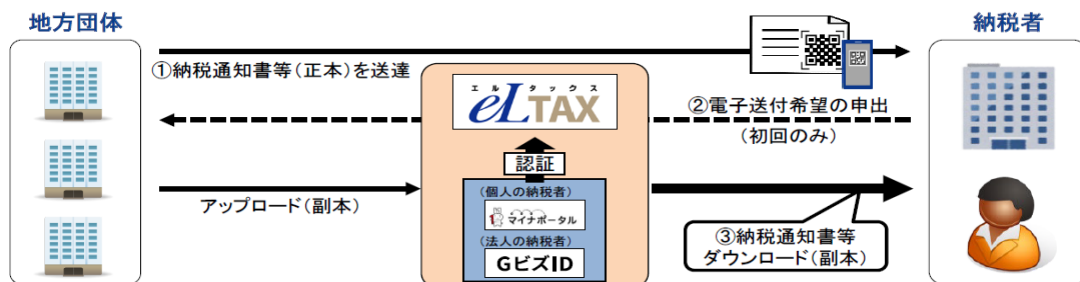 地方団体
納税者
①納税通知書等(正本)を送達
エルタックス
eLTAX
②電子送付希望の申出
(初回のみ)
認証
アップロード(副本)
(個人の納税者)
マイナポータル
(法人の納税者)
GビズID
③納税通知書等
ダウンロード(副本)